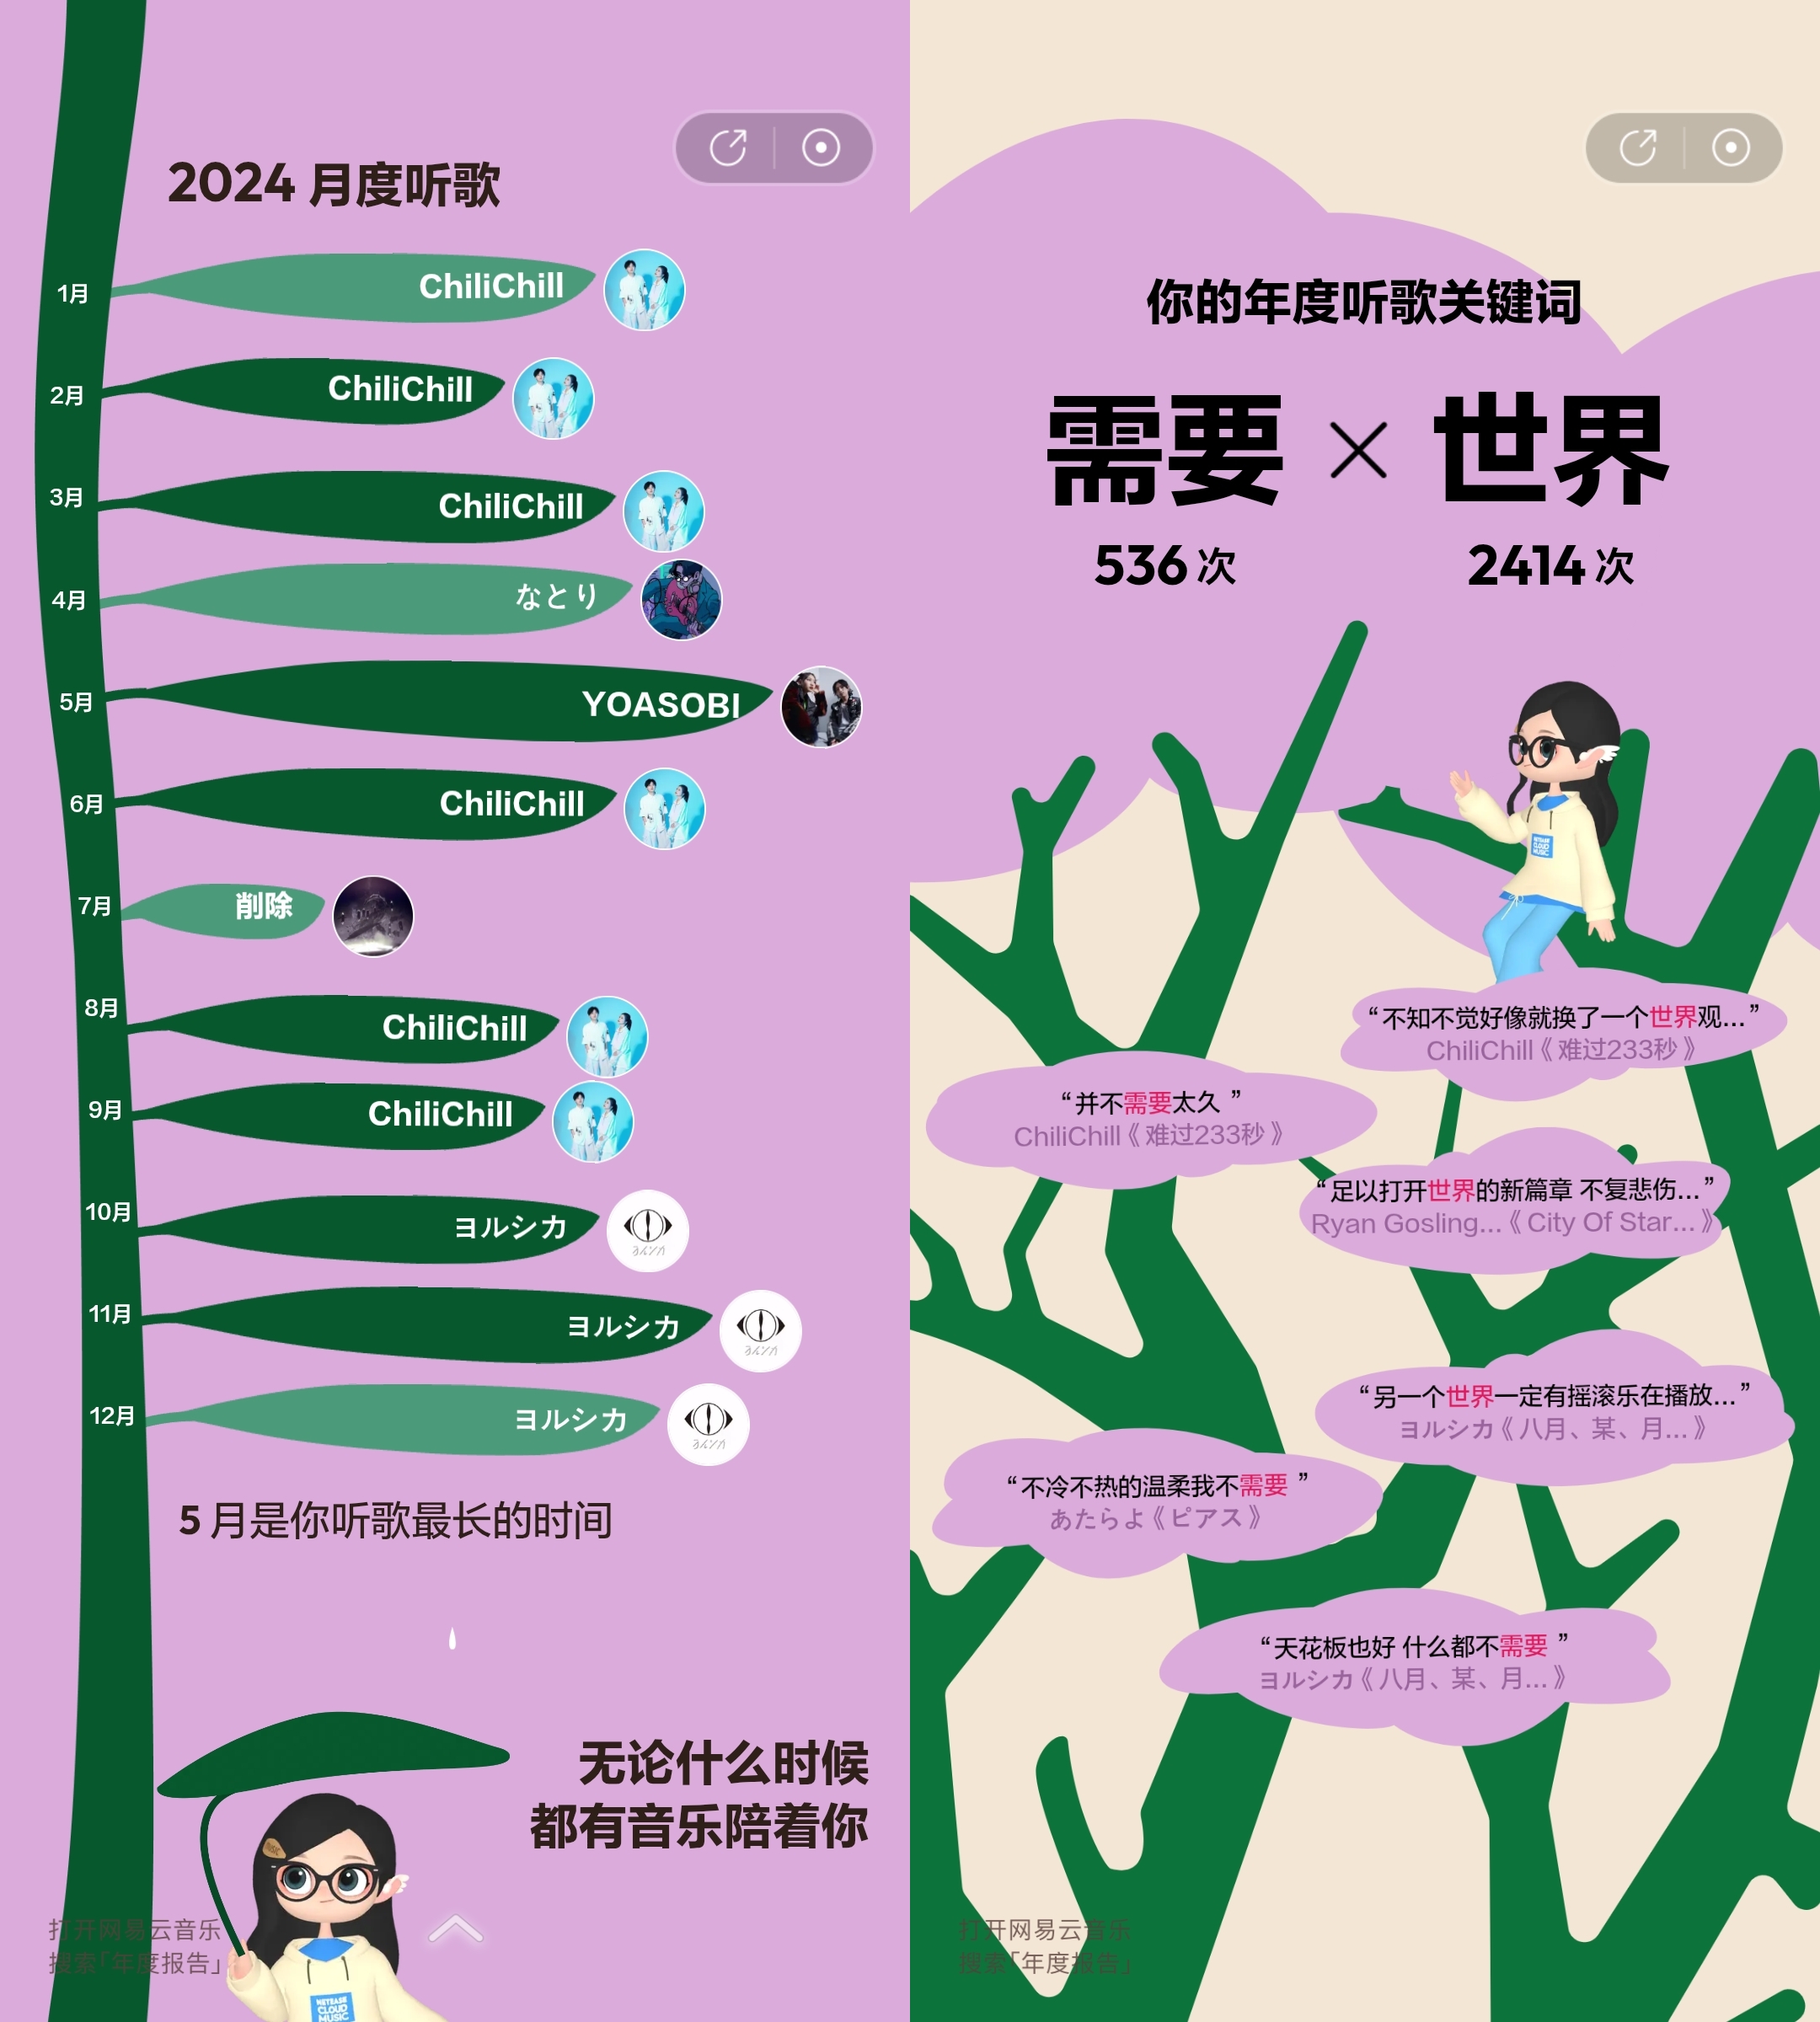 2024 月度听歌
1月
ChiliChill
2月
ChiliChill
3月
ChiliChill
4月
なとり
5月
YOASOBI
6月
ChiliChill
7月
削除
8月
ChiliChill
9月
ChiliChill
10月
ヨルシカ
11月
ヨルシカ
12月
ヨルシカ
5 月是你听歌最长的时间
无论什么时候
都有音乐陪着你
打开网易云音乐
搜索「年度报告」
NETEASE
CLOUD
MUSIC
你的年度听歌关键词
需要 × 世界
536 次
2414 次
NETEASE
CLOUD
MUSIC
“不知不觉好像就换了一个世界观...”
ChiliChill《 难过233秒 》
“并不需要太久 ”
ChiliChill《 难过233秒 》
“足以打开世界的新篇章 不复悲伤...”
Ryan Gosling...《 City Of Star... 》
“另一个世界一定有摇滚乐在播放...”
ヨルシカ《 八月、某、月... 》
“不冷不热的温柔我不需要 ”
あたらよ《 ピアス 》
“天花板也好 什么都不需要 ”
ヨルシカ《 八月、某、月... 》
打开网易云音乐
搜索「年度报告」